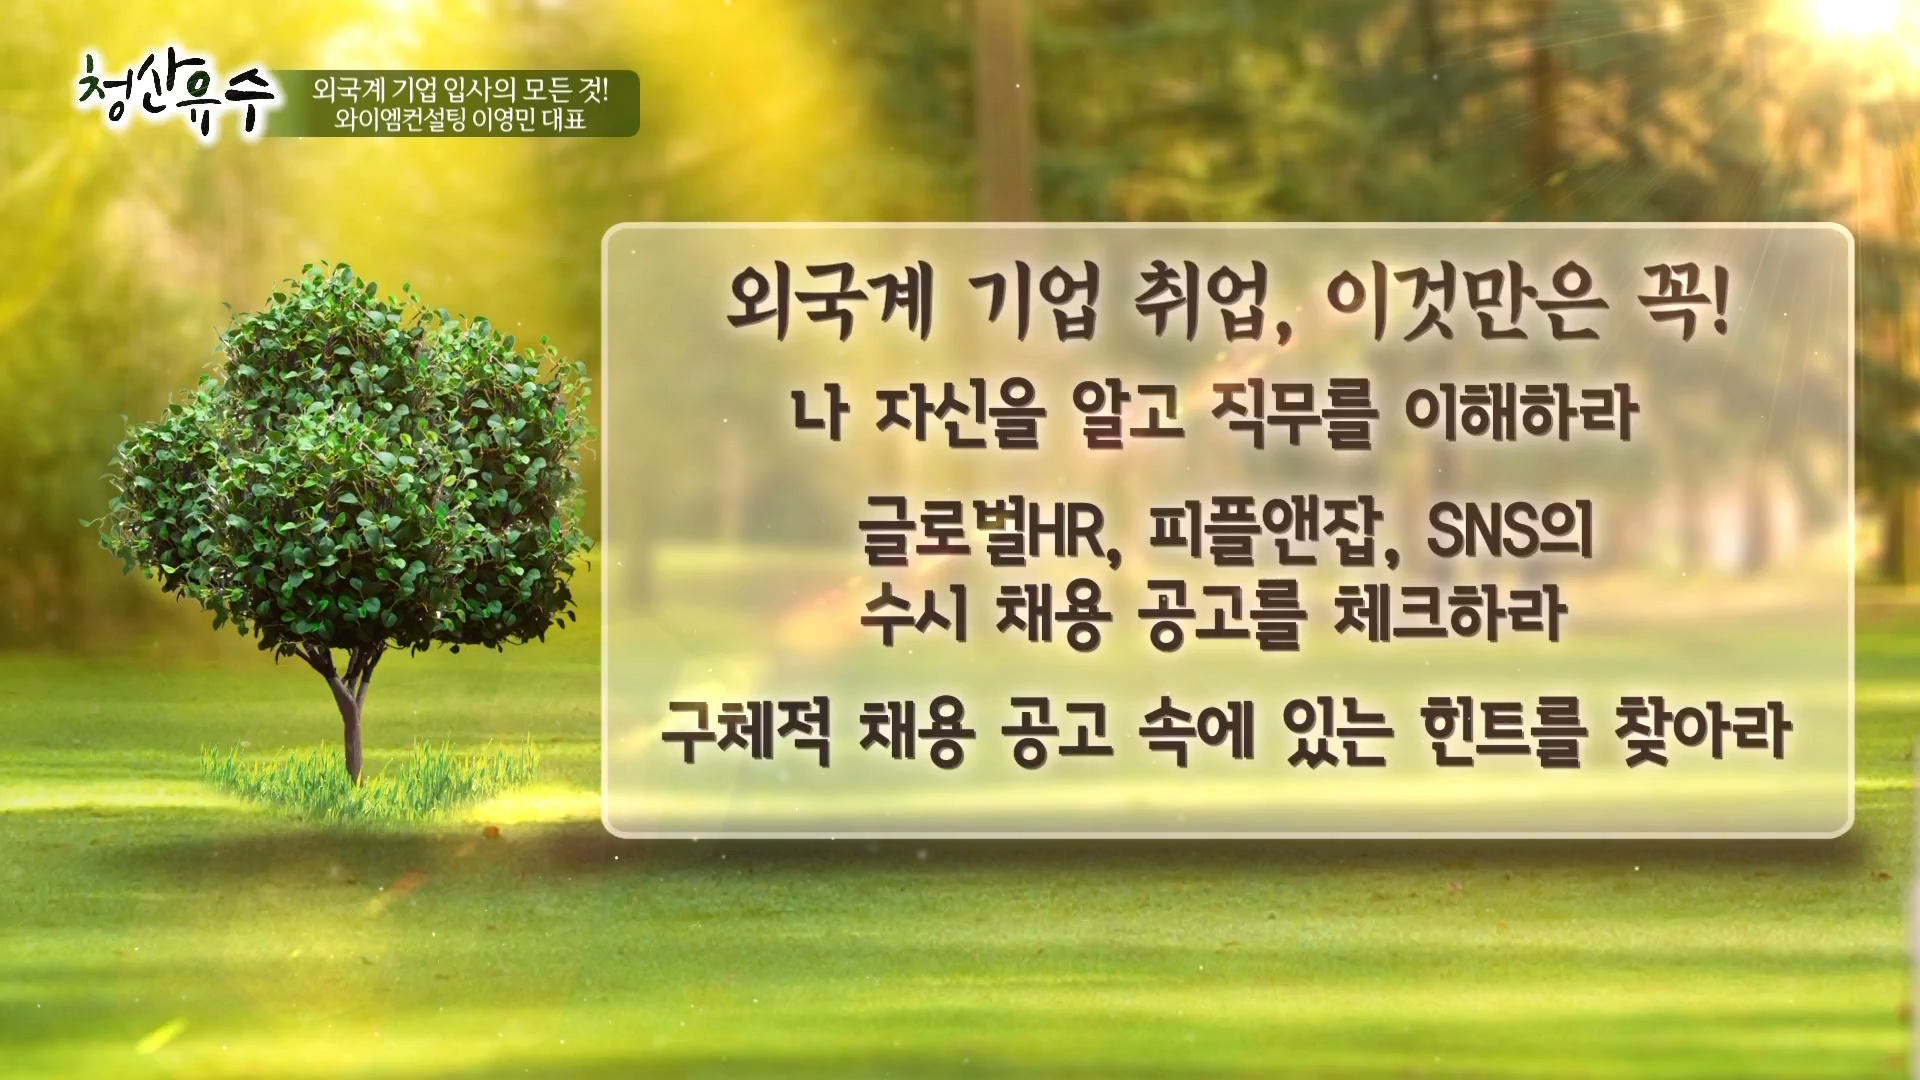 청산유수
외국계 기업 입사의 모든 것!
와이엠컨설팅 이영민 대표
외국계 기업 취업, 이것만은 꼭!
나 자신을 알고 직무를 이해하라
글로벌HR, 피플앤잡, SNS의
수시 채용 공고를 체크하라
구체적 채용 공고 속에 있는 힌트를 찾아라